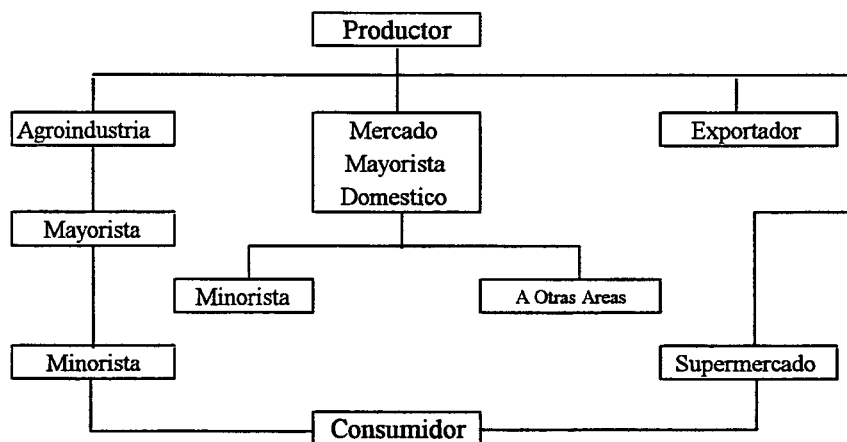 Productor
Agroindustria
Mercado
Mayorista
Domestico
Exportador
Mayorista
Minorista
A Otras Areas
Minorista
Supermercado
Consumidor